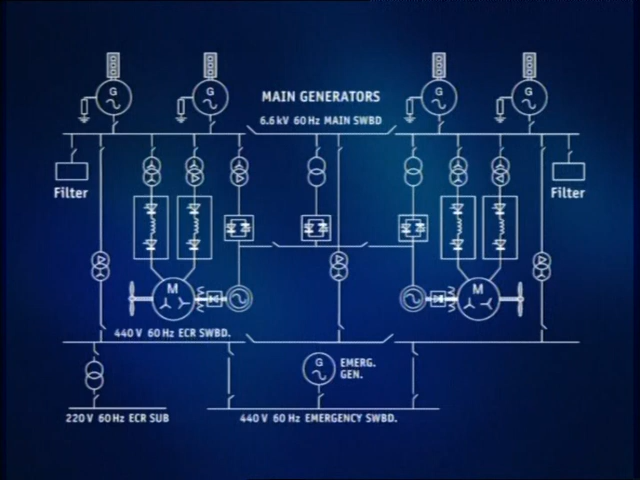 G
G
G
G
MAIN GENERATORS
6.6 kV 60 Hz MAIN SWBD
Filter
Filter
M
M
440 V 60 Hz ECR SWBD.
G
EMERG.
GEN.
220 V 60 Hz ECR SUB
440 V 60 Hz EMERGENCY SWBD.